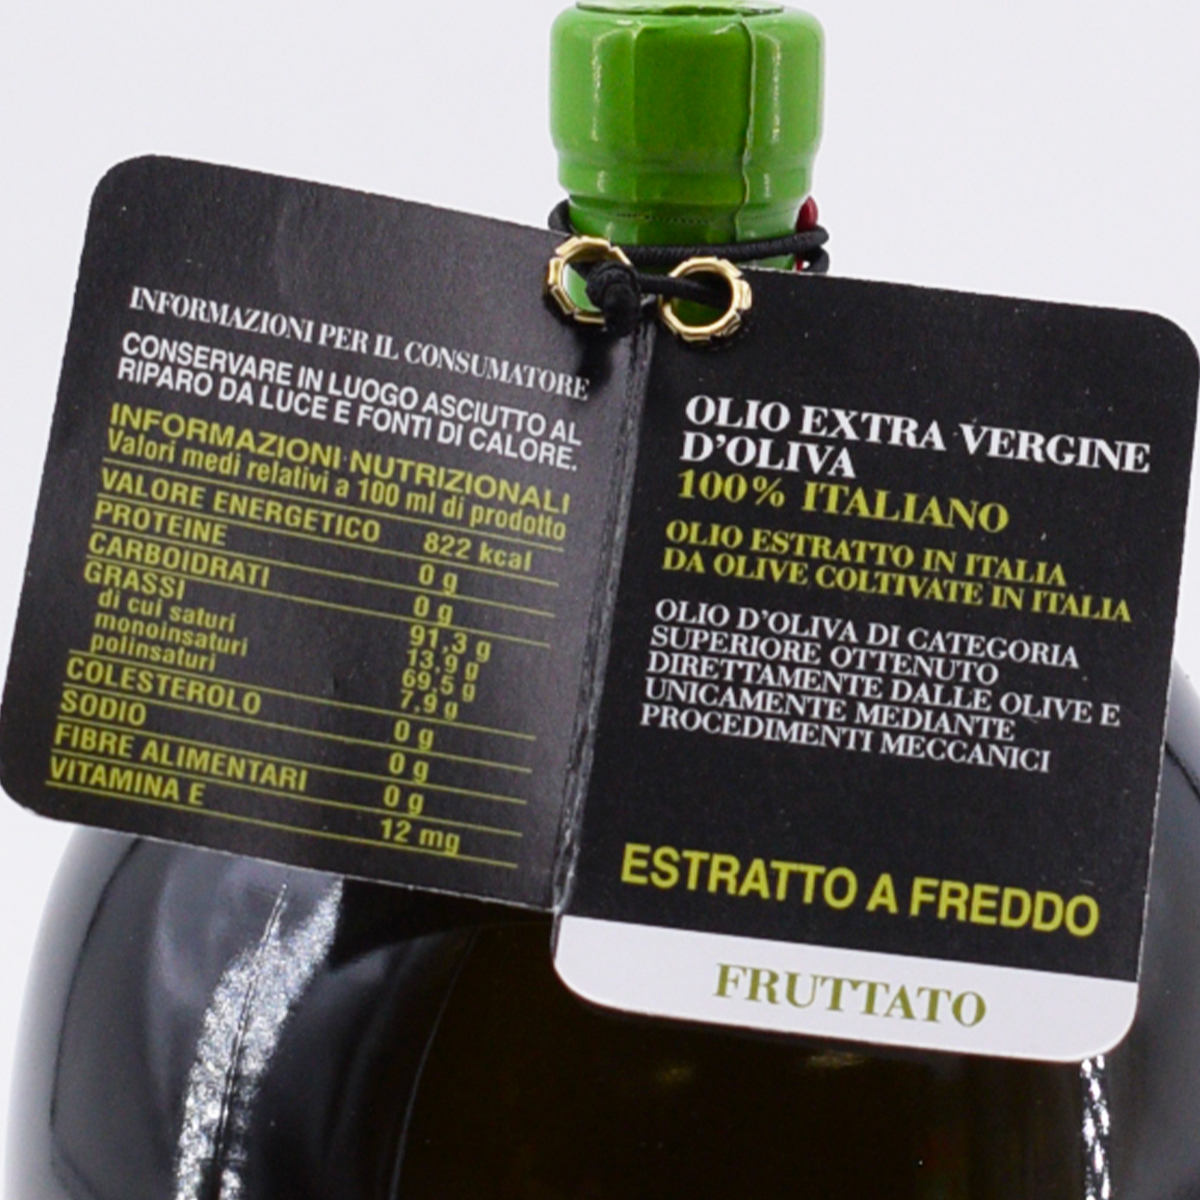 INFORMAZIONI PER IL CONSUMATORE
CONSERVARE IN LUOGO ASCIUTTO AL
RIPARO DA LUCE E FONTI DI CALORE.
INFORMAZIONI NUTRIZIONALI
Valori medi relativi a 100 ml di prodotto
VALORE ENERGETICO 822 kcal
PROTEINE 0 g
CARBOIDRATI 0 g
GRASSI 91,3 g
di cui saturi 13,9 g
monoinsaturi 69,5 g
polinsaturi 7,9 g
COLESTEROLO 0 g
SODIO 0 g
FIBRE ALIMENTARI 0 g
VITAMINA E 12 mg
OLIO EXTRA VERGINE
D'OLIVA
100% ITALIANO
OLIO ESTRATTO IN ITALIA
DA OLIVE COLTIVATE IN ITALIA
OLIO D'OLIVA DI CATEGORIA
SUPERIORE OTTENUTO
DIRETTAMENTE DALLE OLIVE E
UNICAMENTE MEDIANTE
PROCEDIMENTI MECCANICI
ESTRATTO A FREDDO
FRUTTATO